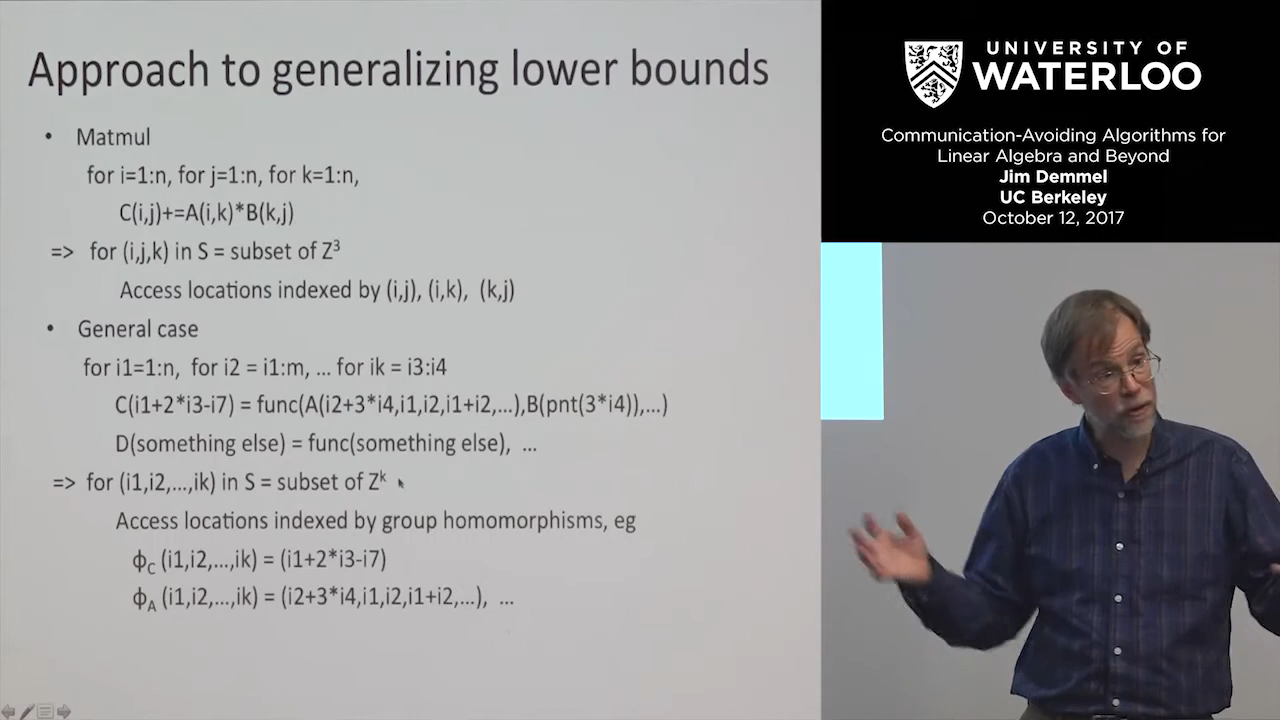 Approach to generalizing lower bounds
• Matmul
for i=1:n, for j=1:n, for k=1:n,
C(i,j)+=A(i,k)*B(k,j)
=> for (i,j,k) in S = subset of Z³
Access locations indexed by (i,j), (i,k), (k,j)
• General case
for i1=1:n, for i2 = i1:m, ... for ik = i3:i4
C(i1+2*i3-i7) = func(A(i2+3*i4,i1,i2,i1+i2,...),B(pnt(3*i4)),...)
D(something else) = func(something else), ...
=> for (i1,i2,...,ik) in S = subset of Zᵏ
Access locations indexed by group homomorphisms, eg
ϕC (i1,i2,...,ik) = (i1+2*i3-i7)
ϕA (i1,i2,...,ik) = (i2+3*i4,i1,i2,i1+i2,...), ...
UNIVERSITY OF
WATERLOO
Communication-Avoiding Algorithms for
Linear Algebra and Beyond
Jim Demmel
UC Berkeley
October 12, 2017